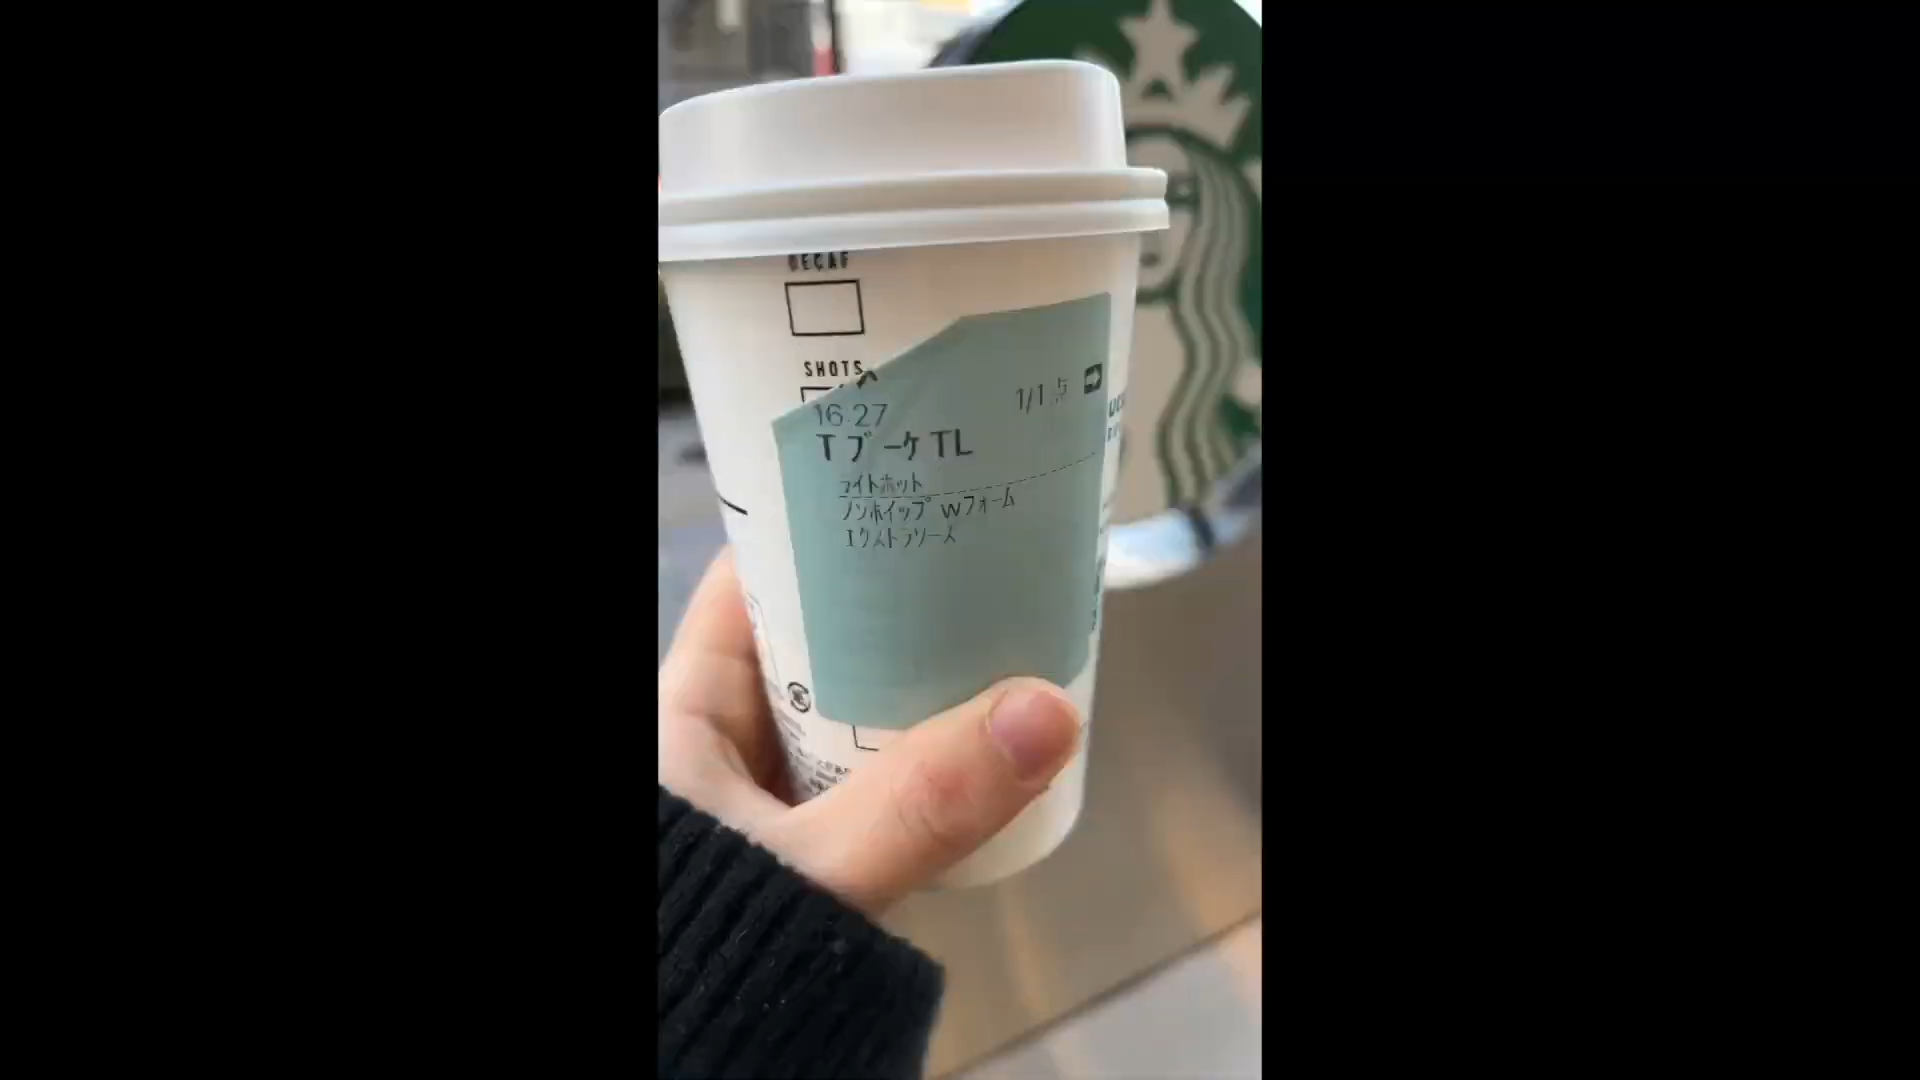 DECAF
SHOTS
16:27
1/1 点
T ブーケ TL
ライトホット
ノンホイップ Wフォーム
エクストラソース